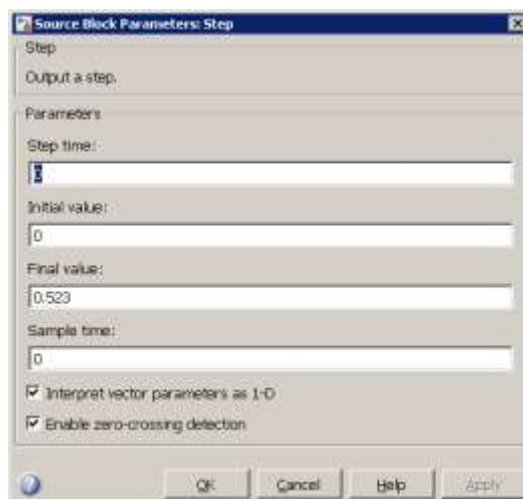 Source Block Parameters: Step
Step
Output a step.
Parameters
Step time:
0
Initial value:
0
Final value:
0.523
Sample time:
0
Interpret vector parameters as 1-D
Enable zero-crossing detection
OK Cancel Help Apply